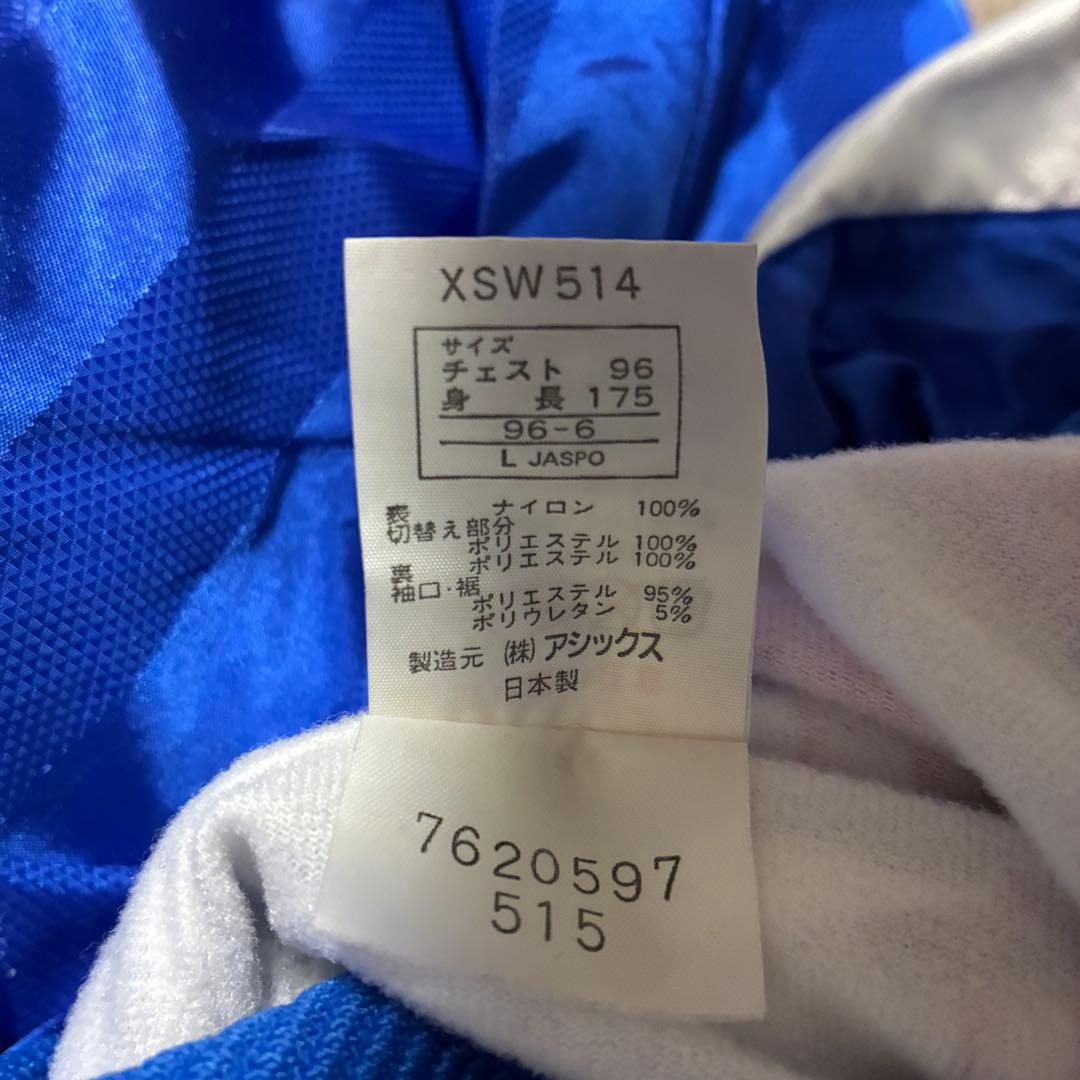 XSW514
サイズ
チェスト 96
身長 175
96-6
L JASPO
表 ナイロン 100%
切替え部分
ポリエステル 100%
ポリエステル 100%
裏
袖口・裾
ポリエステル 95%
ポリウレタン 5%
製造元 (株)アシックス
日本製
7620597
515